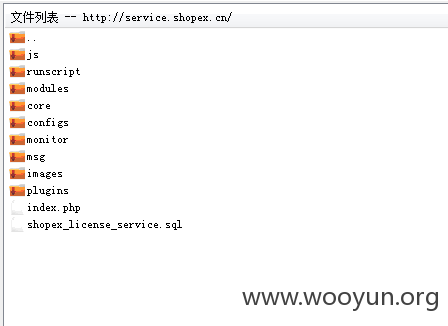 文件列表 -- http://service.shopex.cn/
..
js
runscript
modules
core
configs
monitor
msg
images
plugins
index.php
shopex_license_service.sql
www.wooyun.org